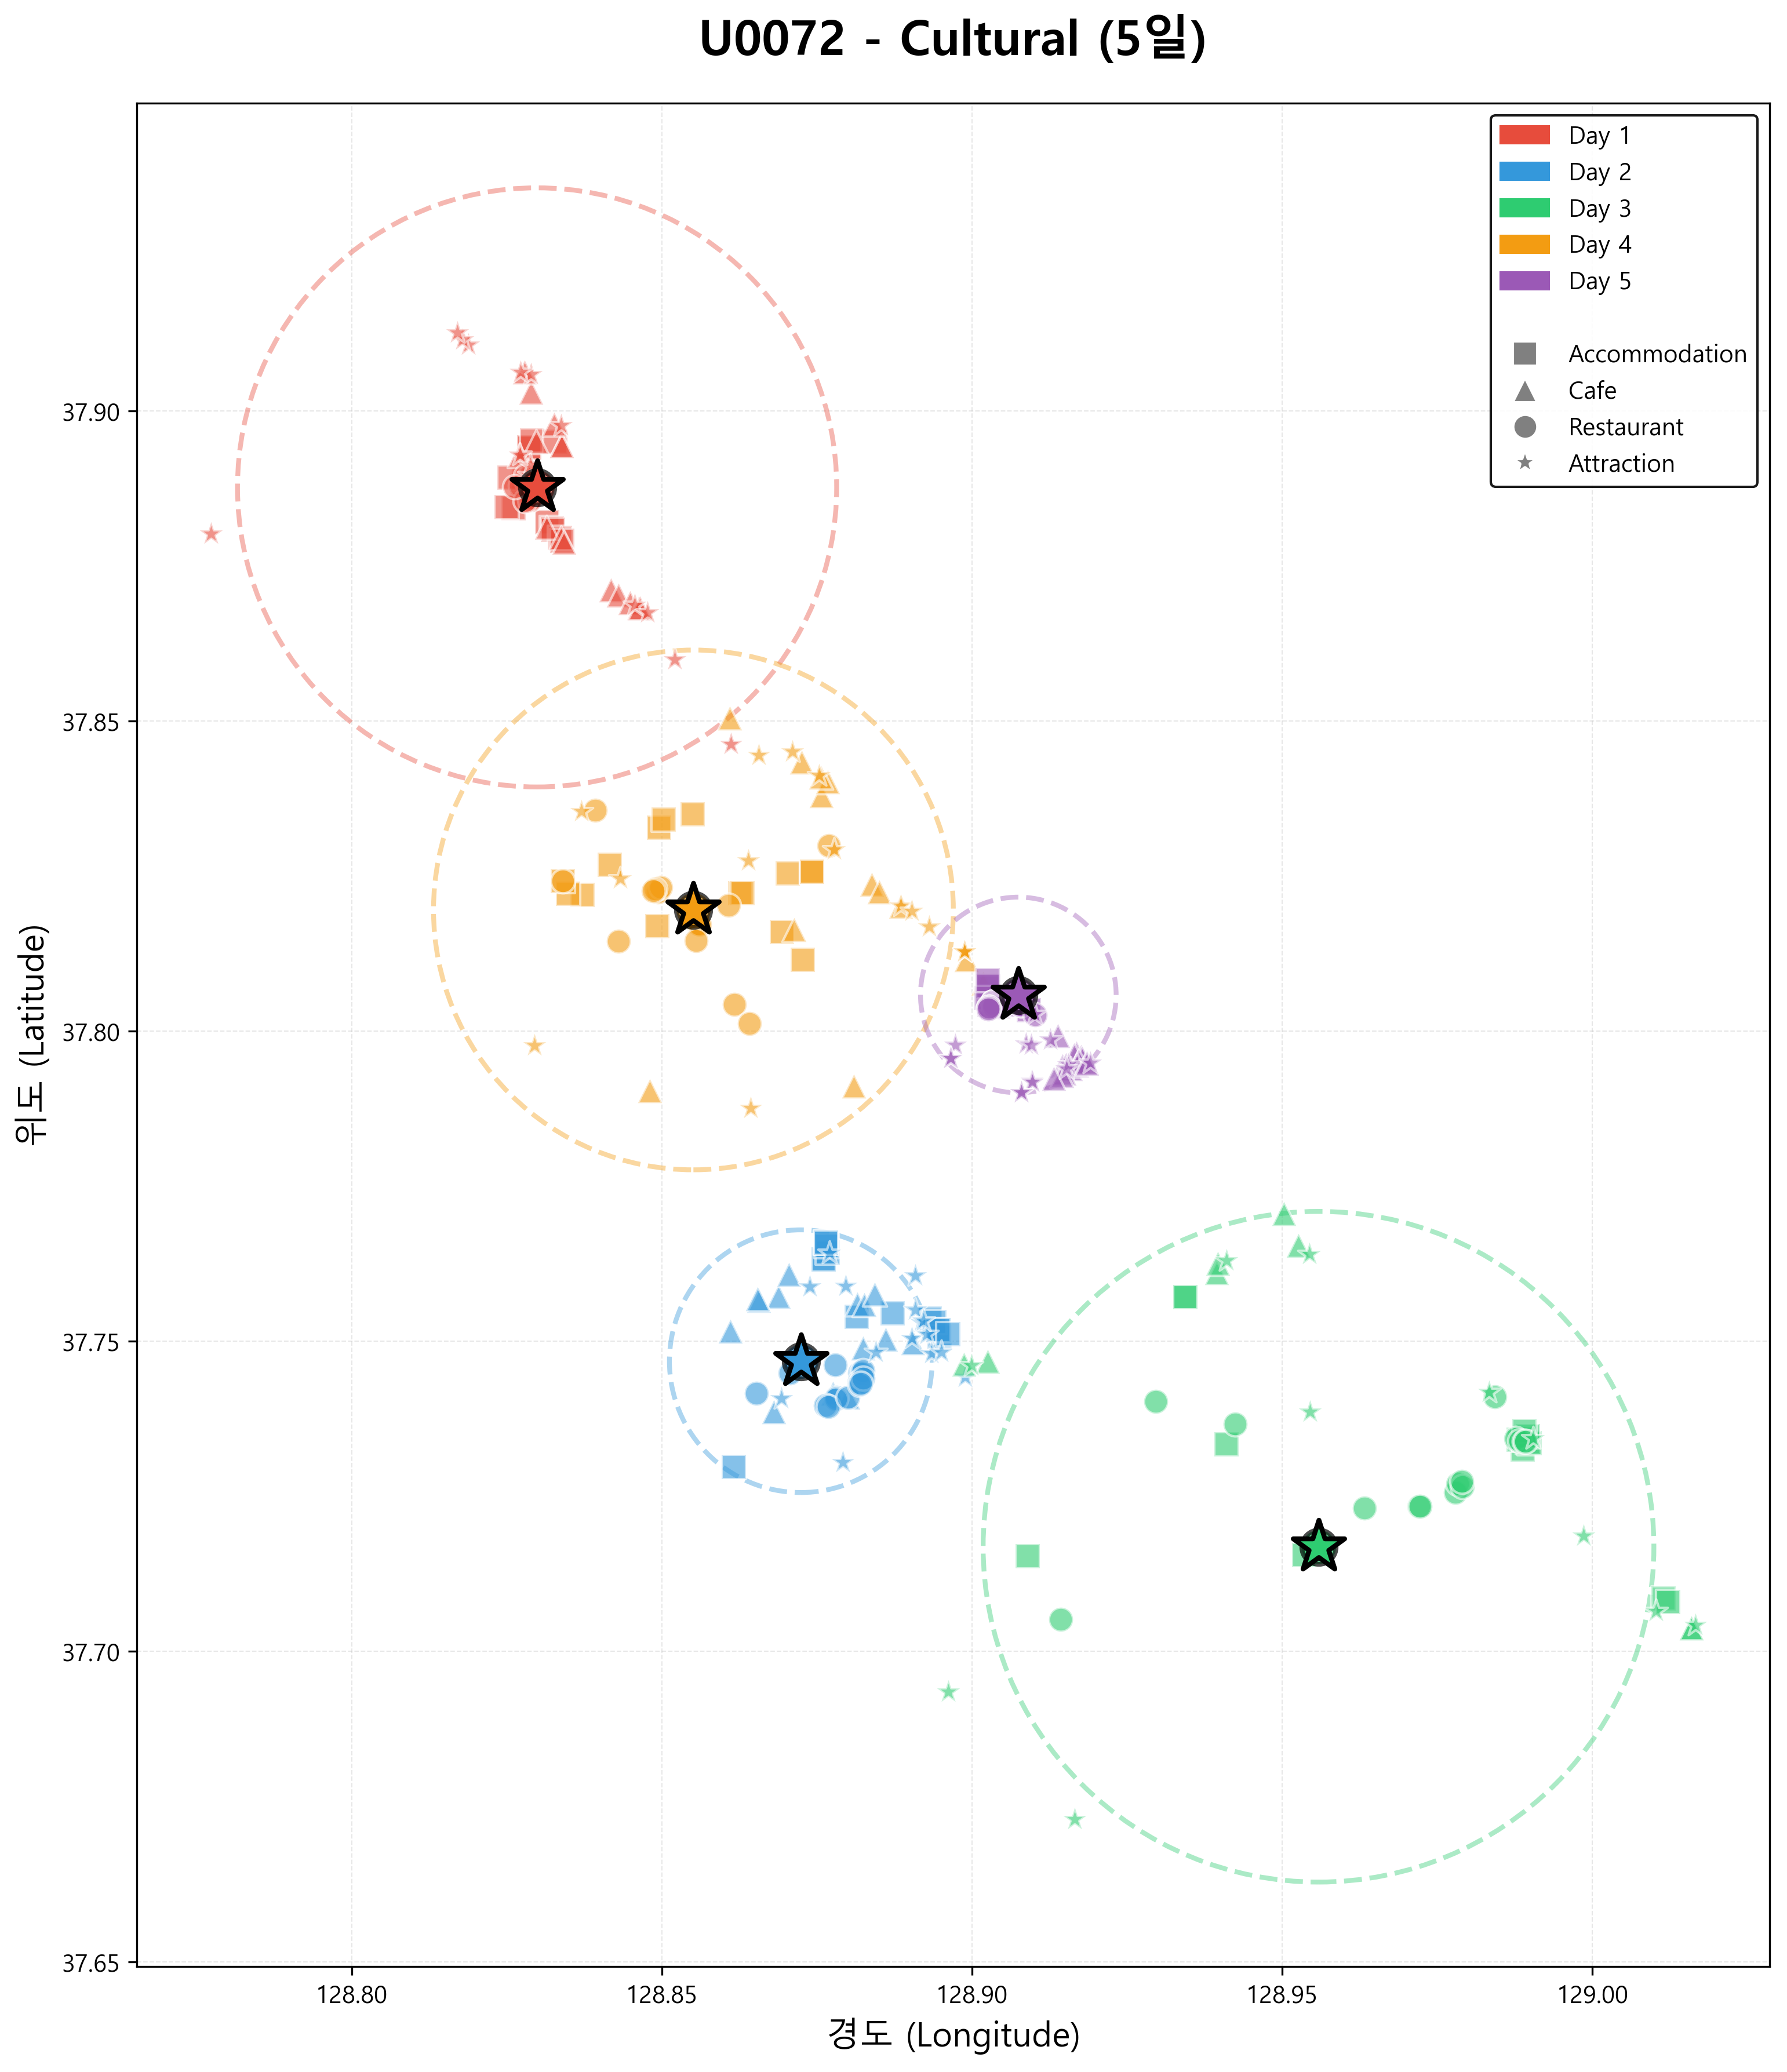 U0072 - Cultural (5일)
Day 1
Day 2
Day 3
Day 4
Day 5
Accommodation
Cafe
Restaurant
Attraction
위도 (Latitude)
37.90
37.85
37.80
37.75
37.70
37.65
128.80
128.85
128.90
128.95
129.00
경도 (Longitude)